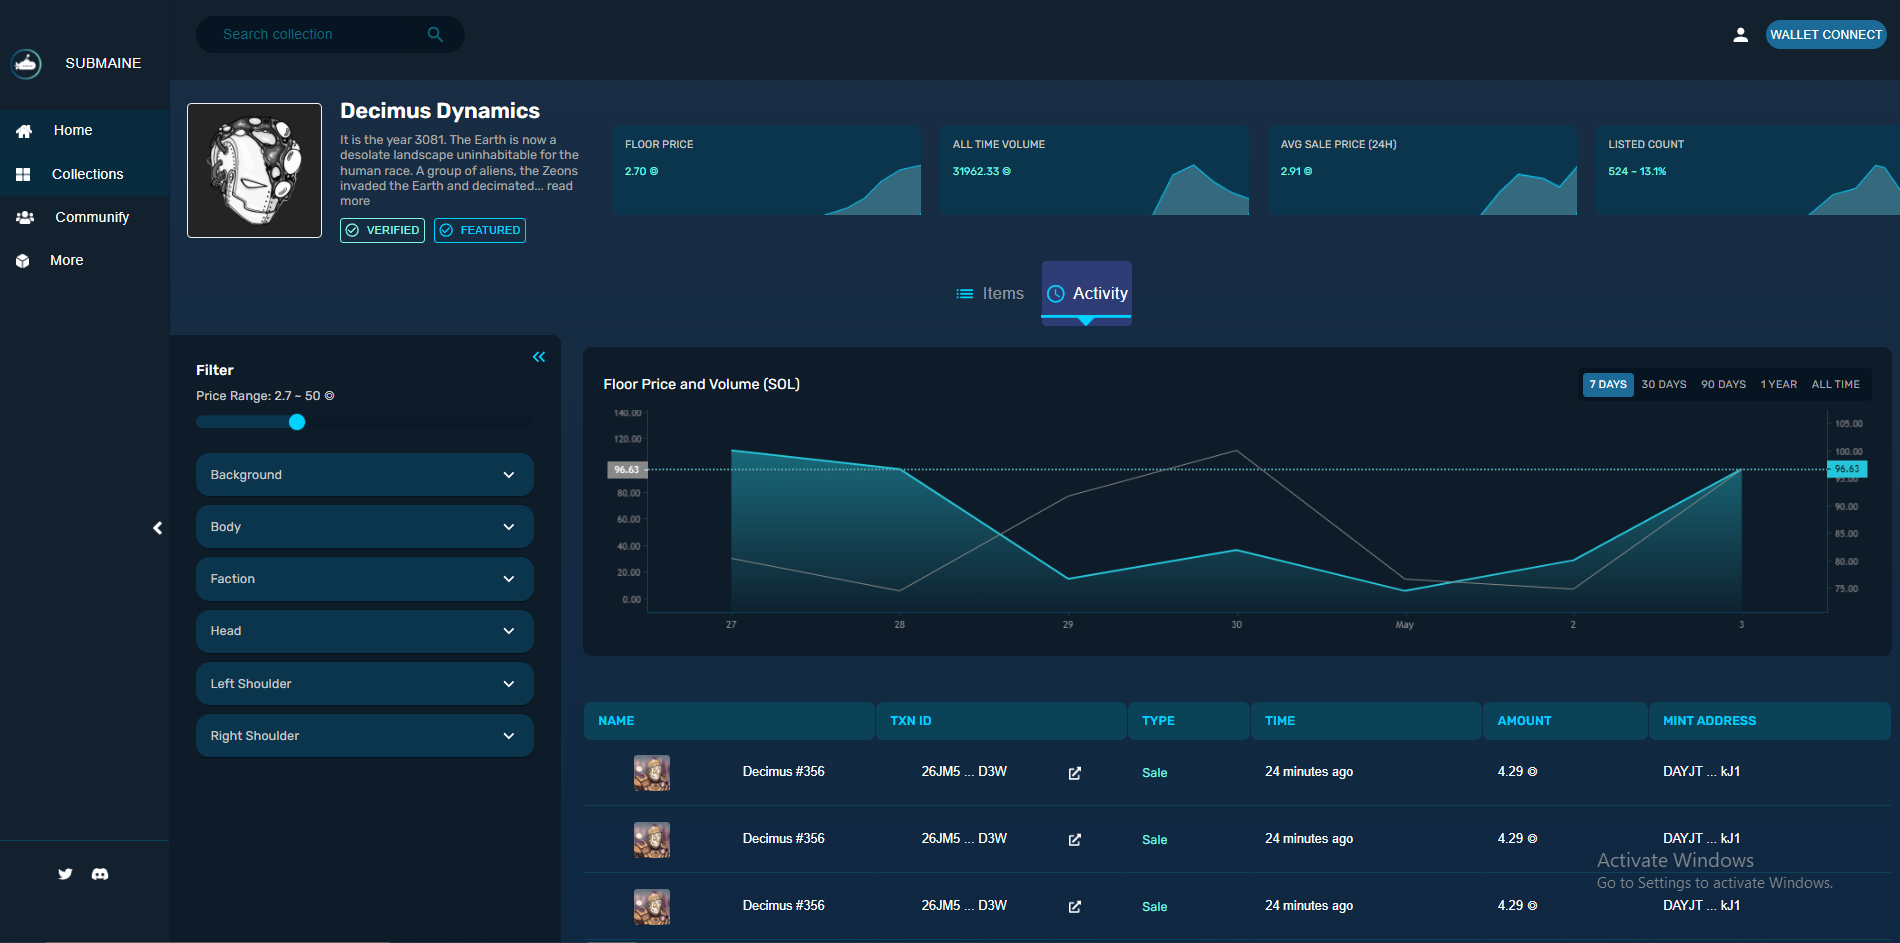 Search collection
WALLET CONNECT
SUBMAINE
Home
Collections
Communify
More
Decimus Dynamics
It is the year 3081. The Earth is now a
desolate landscape uninhabitable for the
human race. A group of aliens, the Zeons
invaded the Earth and decimated... read
more
VERIFIED
FEATURED
FLOOR PRICE
2.70
ALL TIME VOLUME
31962.33
AVG SALE PRICE (24H)
2.91
LISTED COUNT
524 ~ 13.1%
Items
Activity
Filter
Price Range: 2.7 ~ 50
Background
Body
Faction
Head
Left Shoulder
Right Shoulder
Floor Price and Volume (SOL)
7 DAYS 30 DAYS 90 DAYS 1 YEAR ALL TIME
140.00
120.00
96.63
80.00
60.00
40.00
20.00
0.00
105.00
100.00
96.63
95.00
90.00
85.00
80.00
75.00
27 28 29 30 May 2 3
NAME TXN ID TYPE TIME AMOUNT MINT ADDRESS
Decimus #356 26JM5 ... D3W Sale 24 minutes ago 4.29 DAYJT ... kJ1
Decimus #356 26JM5 ... D3W Sale 24 minutes ago 4.29 DAYJT ... kJ1
Activate Windows
Go to Settings to activate Windows.
Decimus #356 26JM5 ... D3W Sale 24 minutes ago 4.29 DAYJT ... kJ1